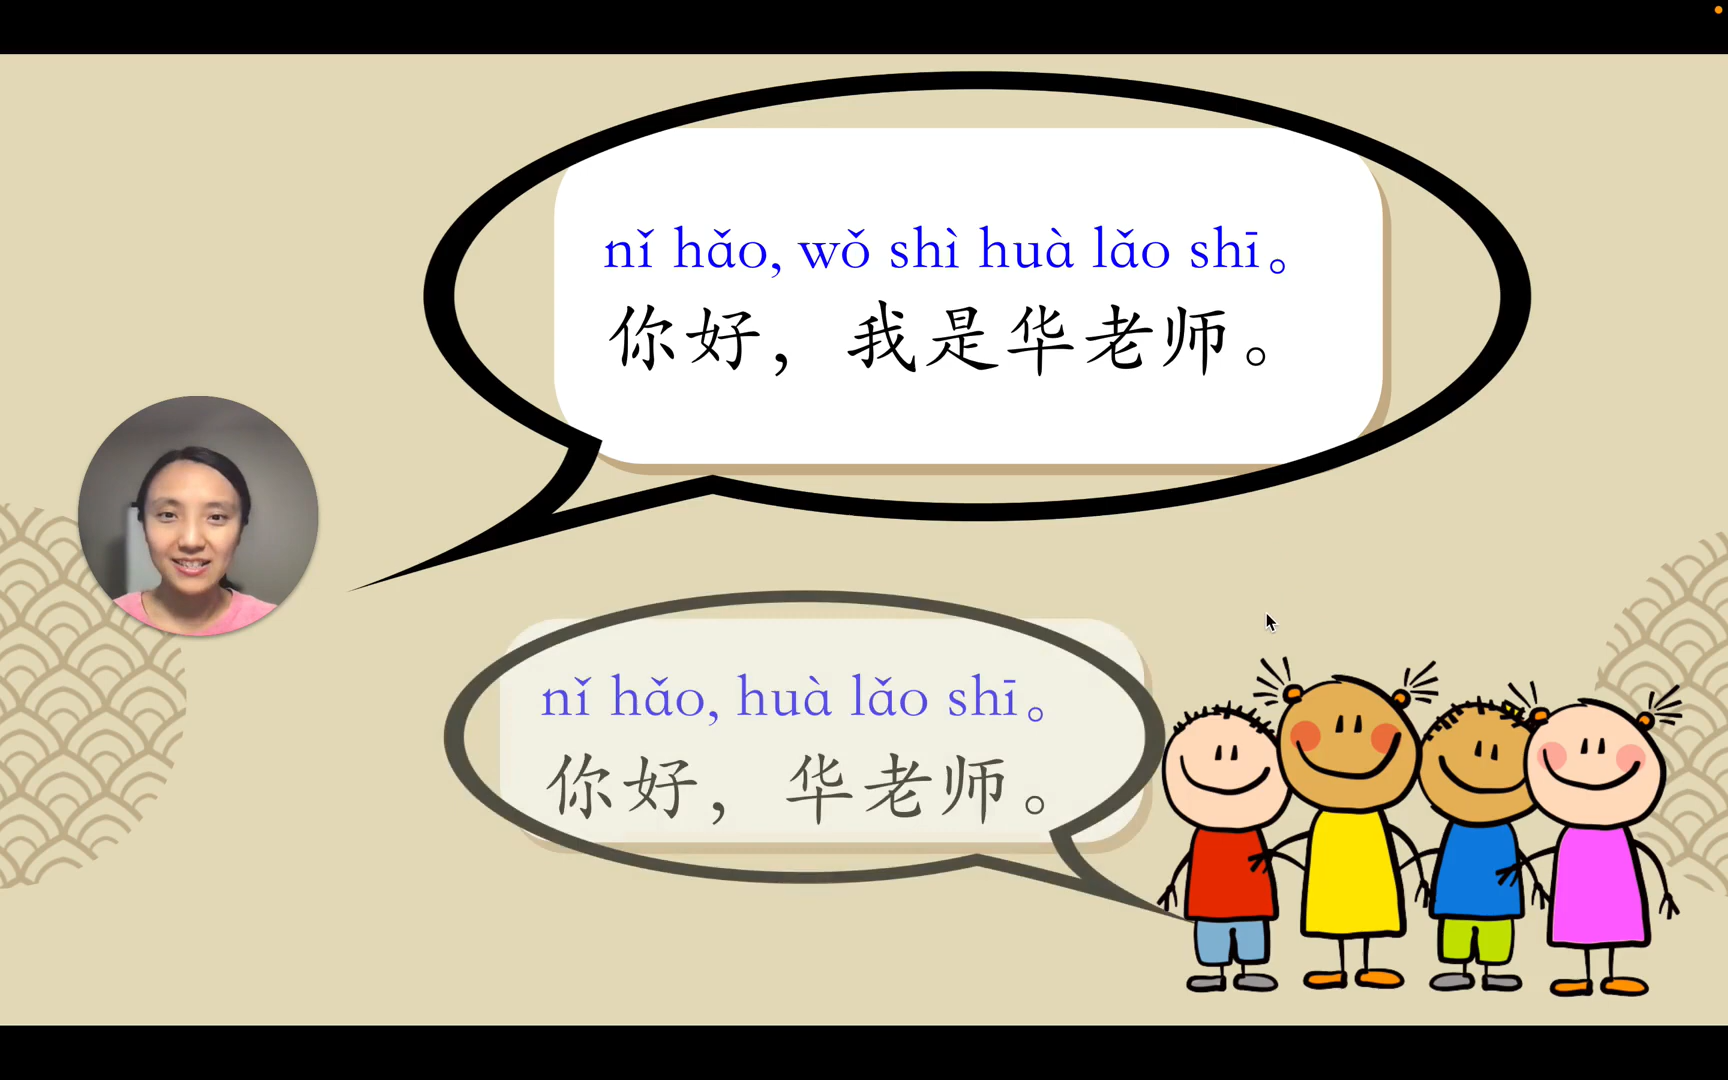 nǐ hǎo, wǒ shì huà lǎo shī。
你好，我是华老师。
nǐ hǎo, huà lǎo shī。
你好，华老师。